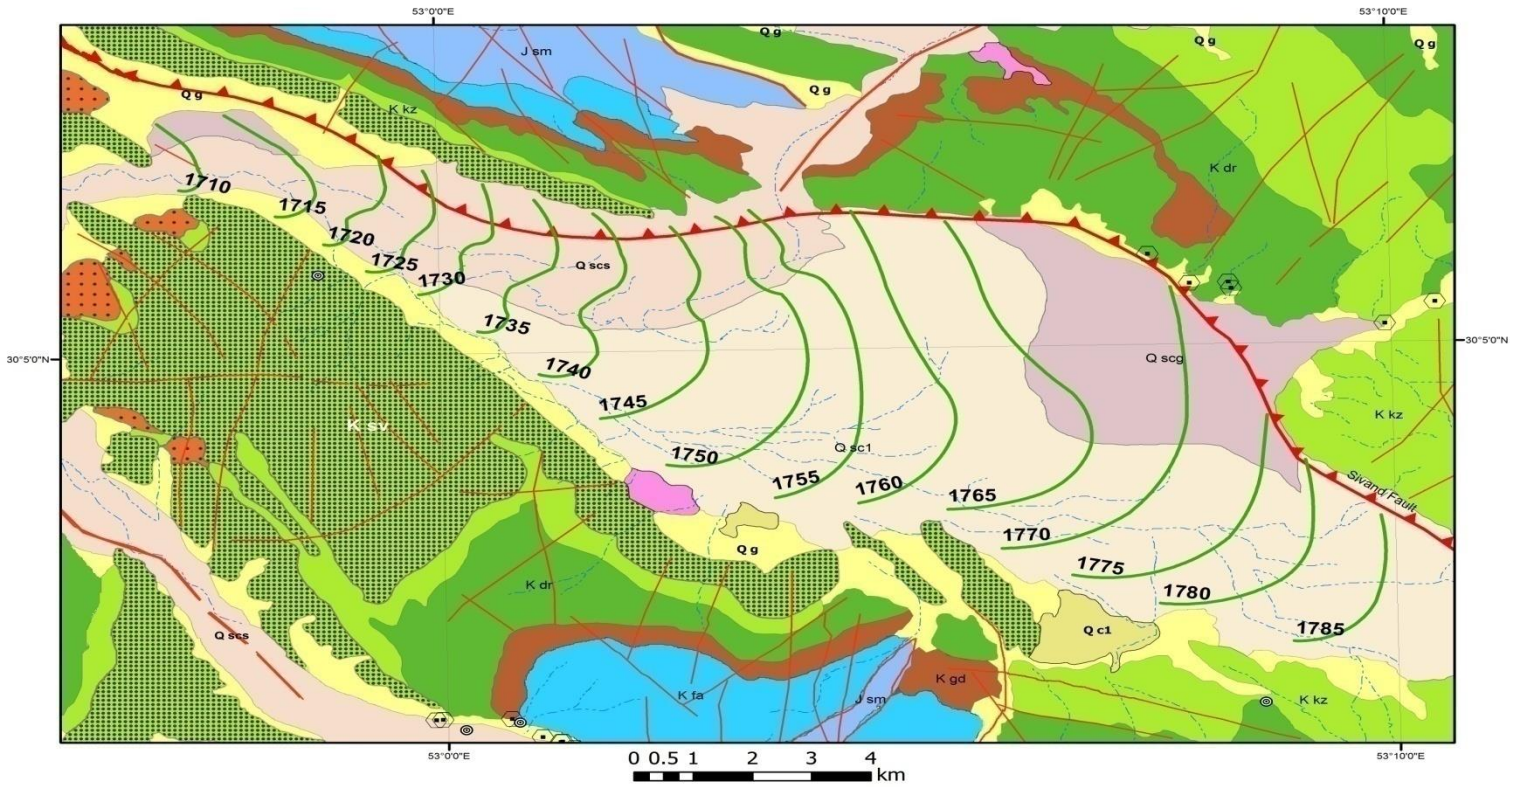 53°0'0"E
53°10'0"E
Q g
Q g
Q g
J sm
Q g
Q g
K kz
K dr
1710
1715
1720
1725
1730
Q scs
1735
30°5'0"N
30°5'0"N
Q scg
1740
1745
K kz
K sv
Q sc1
1750
1755
1760
1765
Sivand Fault
1770
Q g
1775
K dr
1780
Q scs
1785
Q c1
K gd
K fa
J sm
K kz
53°0'0"E
53°10'0"E
0 0.5 1 2 3 4
km